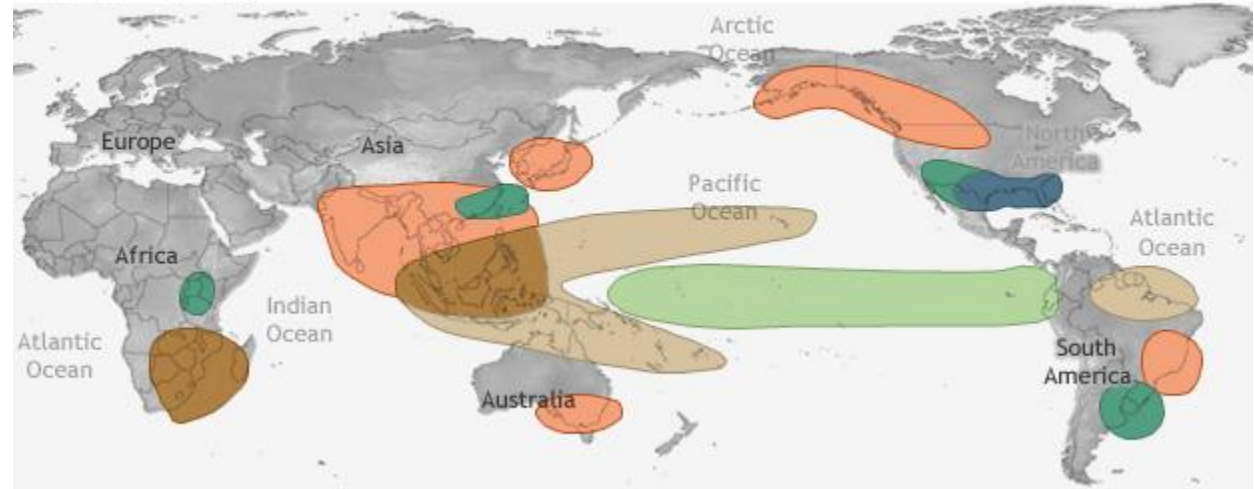 Arctic
Ocean
Europe
Asia
North
America
Pacific
Ocean
Atlantic
Ocean
Africa
Indian
Ocean
Atlantic
Ocean
South
America
Australia